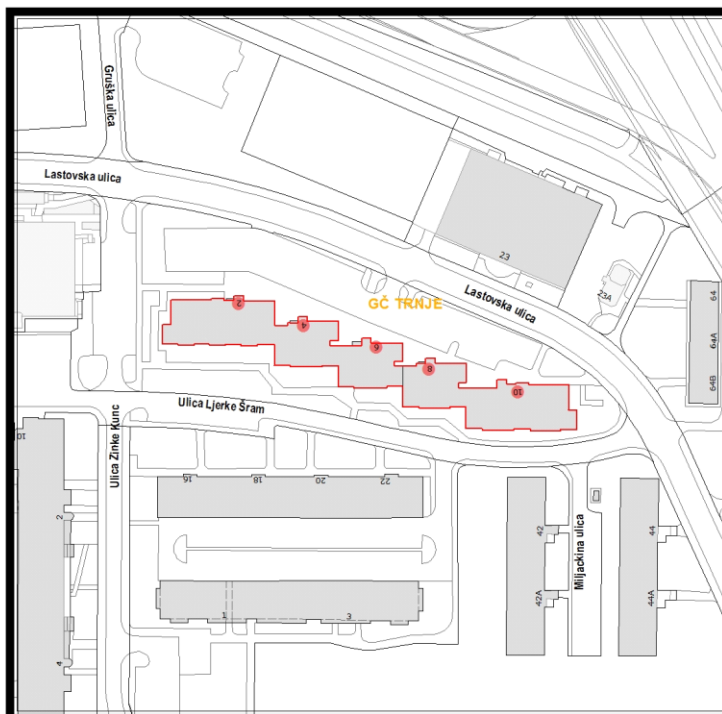 Gruška ulica
Lastovska ulica
23
23A
Lastovska ulica
GČ TRNJE
64
64A
64B
2
4
6
8
10
Ulica Ljerke Šram
Ulica Zinke Kunc
10
2
4
16
18
20
22
1
3
42
42A
Miljackina ulica
44
44A